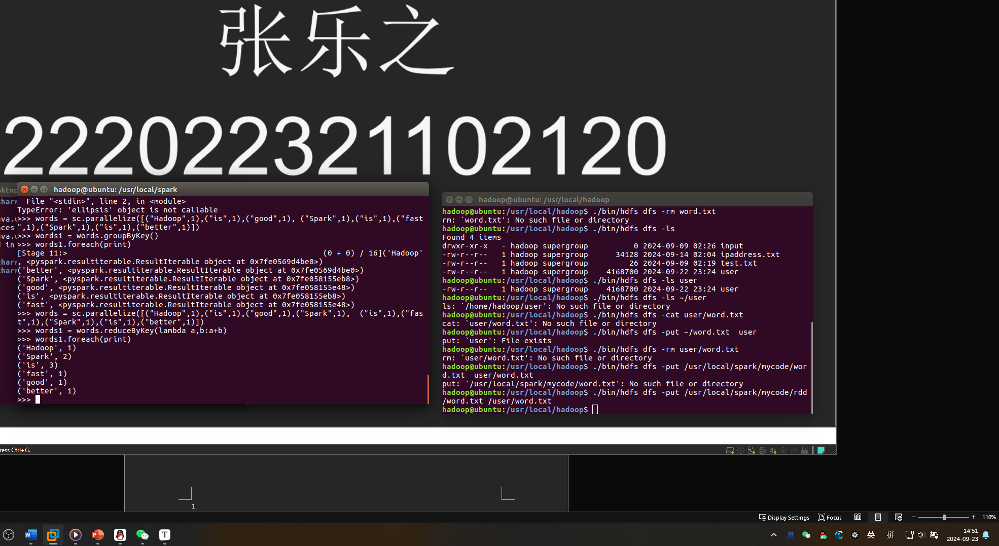 张乐之
222022321102120
sktop
hadoop@ubuntu: /usr/local/spark
File "<stdin>", line 2, in <module>
TypeError: 'ellipsis' object is not callable
>>> words = sc.parallelize([("Hadoop",1),("is",1),("good",1), ("Spark",1),("is",1),("fast
",1),("Spark",1),("is",1),("better",1)])
>>> words1 = words.groupByKey()
>>> words1.foreach(print)
[Stage 11:>                                                        (0 + 0) / 16]('Hadoop'
, <pyspark.resultiterable.ResultIterable object at 0x7fe0569d4be0>)
('better', <pyspark.resultiterable.ResultIterable object at 0x7fe0569d4be0>)
('Spark', <pyspark.resultiterable.ResultIterable object at 0x7fe058155eb8>)
('good', <pyspark.resultiterable.ResultIterable object at 0x7fe058155e48>)
('is', <pyspark.resultiterable.ResultIterable object at 0x7fe058155eb8>)
('fast', <pyspark.resultiterable.ResultIterable object at 0x7fe058155e48>)
>>> words = sc.parallelize([("Hadoop",1),("is",1),("good",1),("Spark",1),  ("is",1),("fas
t",1),("Spark",1),("is",1),("better",1)])
>>> words1 = words.reduceByKey(lambda a,b:a+b)
>>> words1.foreach(print)
('Hadoop', 1)
('Spark', 2)
('is', 3)
('fast', 1)
('good', 1)
('better', 1)
>>>
hadoop@ubuntu: /usr/local/hadoop
hadoop@ubuntu:/usr/local/hadoop$ ./bin/hdfs dfs -rm word.txt
rm: `word.txt': No such file or directory
hadoop@ubuntu:/usr/local/hadoop$ ./bin/hdfs dfs -ls
Found 4 items
drwxr-xr-x   - hadoop supergroup          0 2024-09-09 02:26 input
-rw-r--r--   1 hadoop supergroup      34128 2024-09-14 02:04 ipaddress.txt
-rw-r--r--   1 hadoop supergroup         26 2024-09-09 02:19 test.txt
-rw-r--r--   1 hadoop supergroup    4168700 2024-09-22 23:24 user
hadoop@ubuntu:/usr/local/hadoop$ ./bin/hdfs dfs -ls user
-rw-r--r--   1 hadoop supergroup    4168700 2024-09-22 23:24 user
hadoop@ubuntu:/usr/local/hadoop$ ./bin/hdfs dfs -ls ~/user
ls: `/home/hadoop/user': No such file or directory
hadoop@ubuntu:/usr/local/hadoop$ ./bin/hdfs dfs -cat user/word.txt
cat: `user/word.txt': No such file or directory
hadoop@ubuntu:/usr/local/hadoop$ ./bin/hdfs dfs -put ~/word.txt  user
put: `user': File exists
hadoop@ubuntu:/usr/local/hadoop$ ./bin/hdfs dfs -rm user/word.txt
rm: `user/word.txt': No such file or directory
hadoop@ubuntu:/usr/local/hadoop$ ./bin/hdfs dfs -put /usr/local/spark/mycode/wor
d.txt  user/word.txt
put: `/usr/local/spark/mycode/word.txt': No such file or directory
hadoop@ubuntu:/usr/local/hadoop$ ./bin/hdfs dfs -put /usr/local/spark/mycode/rdd
/word.txt /user/word.txt
hadoop@ubuntu:/usr/local/hadoop$
ress Ctrl+G.
1
Display Settings Focus 110%
英 拼 14:51
2024-09-23